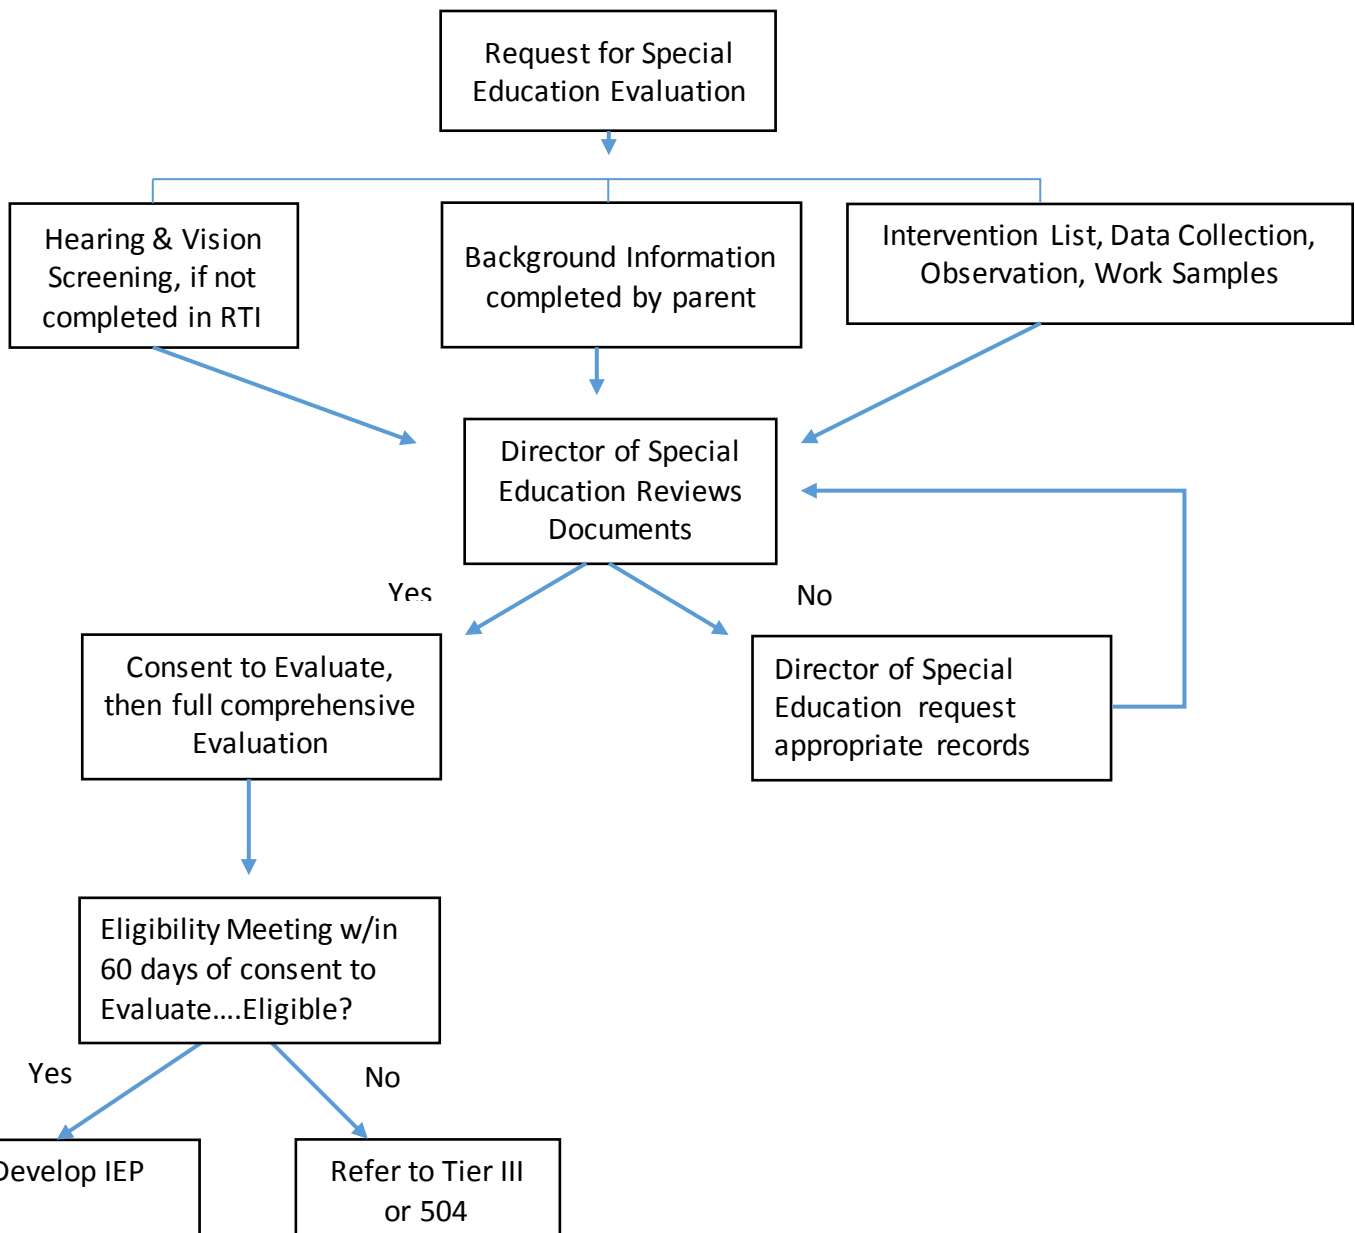 Request for Special
Education Evaluation
Hearing & Vision
Screening, if not
completed in RTI
Background Information
completed by parent
Intervention List, Data Collection,
Observation, Work Samples
Director of Special
Education Reviews
Documents
Yes
No
Consent to Evaluate,
then full comprehensive
Evaluation
Director of Special
Education request
appropriate records
Eligibility Meeting w/in
60 days of consent to
Evaluate....Eligible?
Yes
No
Develop IEP
Refer to Tier III
or 504